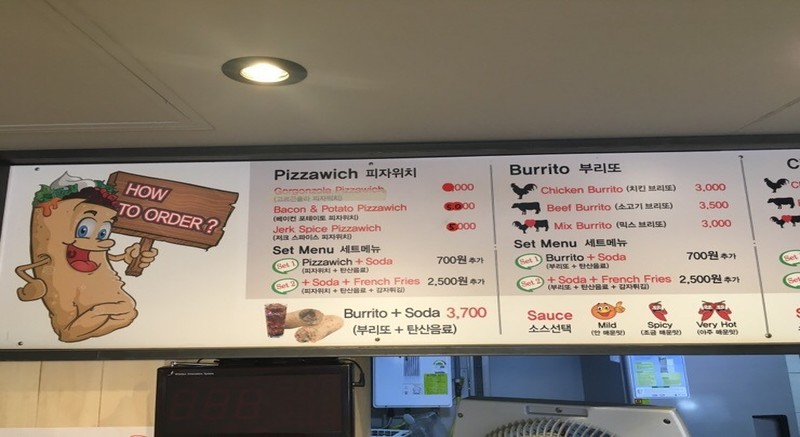 HOW
TO ORDER ?
Pizzawich 피자위치
Gorgonzola Pizzawich
000
(고르곤졸라 피자위치)
Bacon & Potato Pizzawich
000
(베이컨 포테이토 피자위치)
Jerk Spice Pizzawich
000
(저크 스파이스 피자위치)
Set Menu 세트메뉴
Set 1 Pizzawich + Soda 700원 추가
(피자위치 + 탄산음료)
Set 2 + Soda + French Fries 2,500원 추가
(피자위치 + 탄산음료 + 감자튀김)
Burrito + Soda 3,700
(부리또 + 탄산음료)
Burrito 부리또
Chicken Burrito (치킨 브리또) 3,000
Beef Burrito (소고기 브리또) 3,500
Mix Burrito (믹스 브리또) 3,000
Set Menu 세트메뉴
Set 1 Burrito + Soda 700원 추가
(부리또 + 탄산음료)
Set 2 + Soda + French Fries 2,500원 추가
(부리또 + 탄산음료 + 감자튀김)
Sauce
소스선택
Mild
(안 매운맛)
Spicy
(조금 매운맛)
Very Hot
(아주 매운맛)